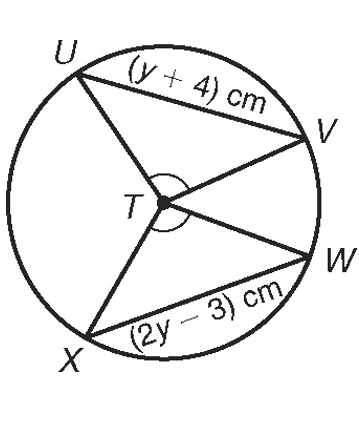 U
(y + 4) cm
V
T
W
(2y − 3) cm
X